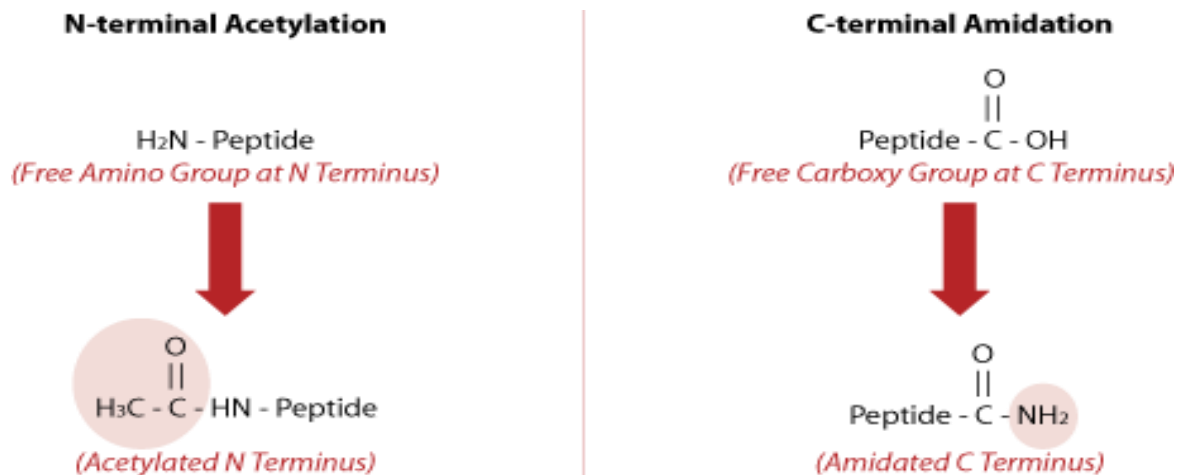 N-terminal Acetylation
H₂N - Peptide
(Free Amino Group at N Terminus)
O
||
H₃C - C - HN - Peptide
(Acetylated N Terminus)
C-terminal Amidation
O
||
Peptide - C - OH
(Free Carboxy Group at C Terminus)
O
||
Peptide - C - NH₂
(Amidated C Terminus)